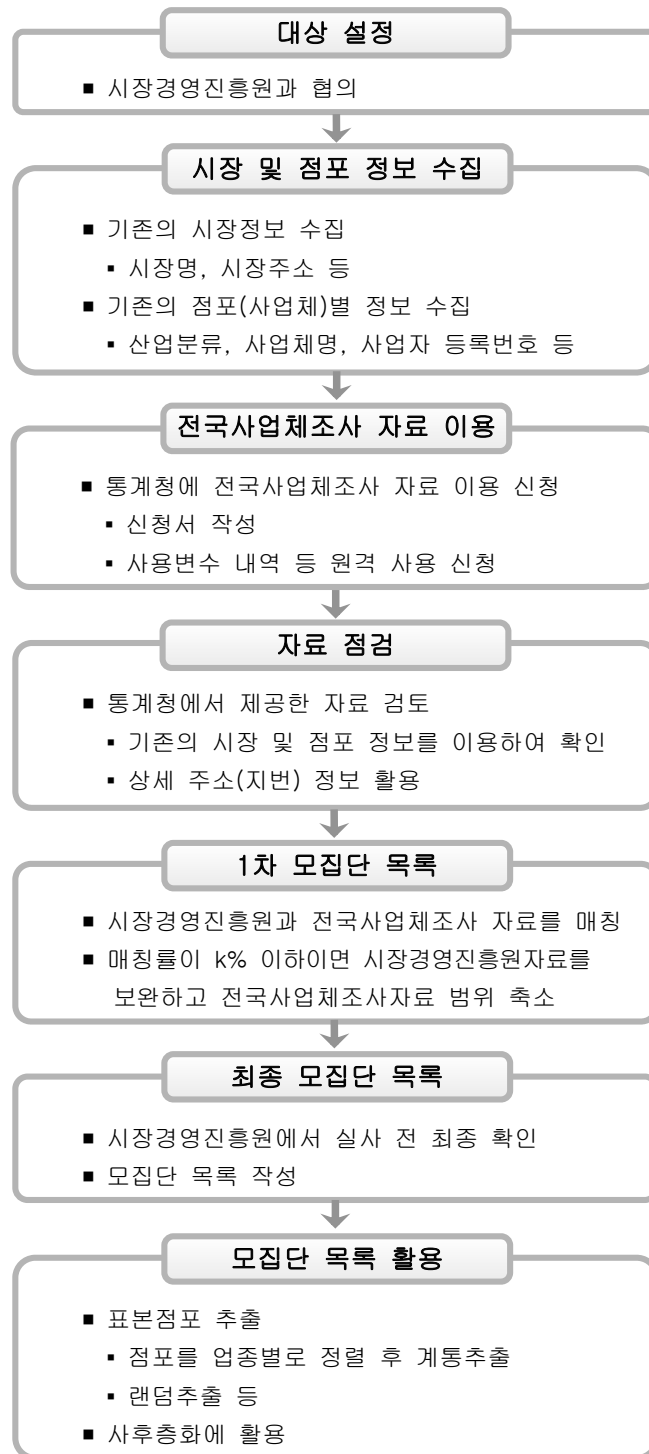 대상 설정
▪ 시장경영진흥원과 협의
시장 및 점포 정보 수집
▪ 기존의 시장정보 수집
▪ 시장명, 시장주소 등
▪ 기존의 점포(사업체)별 정보 수집
▪ 산업분류, 사업체명, 사업자 등록번호 등
전국사업체조사 자료 이용
▪ 통계청에 전국사업체조사 자료 이용 신청
▪ 신청서 작성
▪ 사용변수 내역 등 원격 사용 신청
자료 점검
▪ 통계청에서 제공한 자료 검토
▪ 기존의 시장 및 점포 정보를 이용하여 확인
▪ 상세 주소(지번) 정보 활용
1차 모집단 목록
▪ 시장경영진흥원과 전국사업체조사 자료를 매칭
▪ 매칭률이 k% 이하이면 시장경영진흥원자료를
보완하고 전국사업체조사자료 범위 축소
최종 모집단 목록
▪ 시장경영진흥원에서 실사 전 최종 확인
▪ 모집단 목록 작성
모집단 목록 활용
▪ 표본점포 추출
▪ 점포를 업종별로 정렬 후 계통추출
▪ 랜덤추출 등
▪ 사후층화에 활용